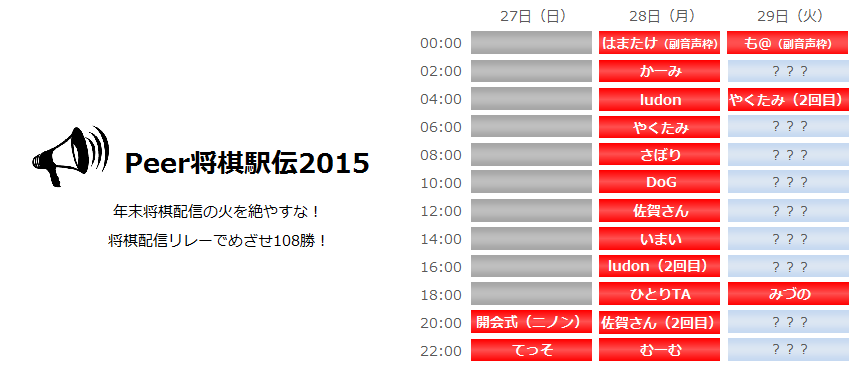 Peer将棋駅伝2015
年末将棋配信の火を絶やすな！
将棋配信リレーでめざせ108勝！
27日（日） 28日（月） 29日（火）
00:00 はまたけ（副音声枠） も@（副音声枠）
02:00 かーみ ？？？
04:00 ludon やくたみ（2回目）
06:00 やくたみ ？？？
08:00 さぼり ？？？
10:00 DoG ？？？
12:00 佐賀さん ？？？
14:00 いまい ？？？
16:00 ludon（2回目） ？？？
18:00 ひとりTA みづの
20:00 開会式（ニノン） 佐賀さん（2回目） ？？？
22:00 てっそ むーむ ？？？